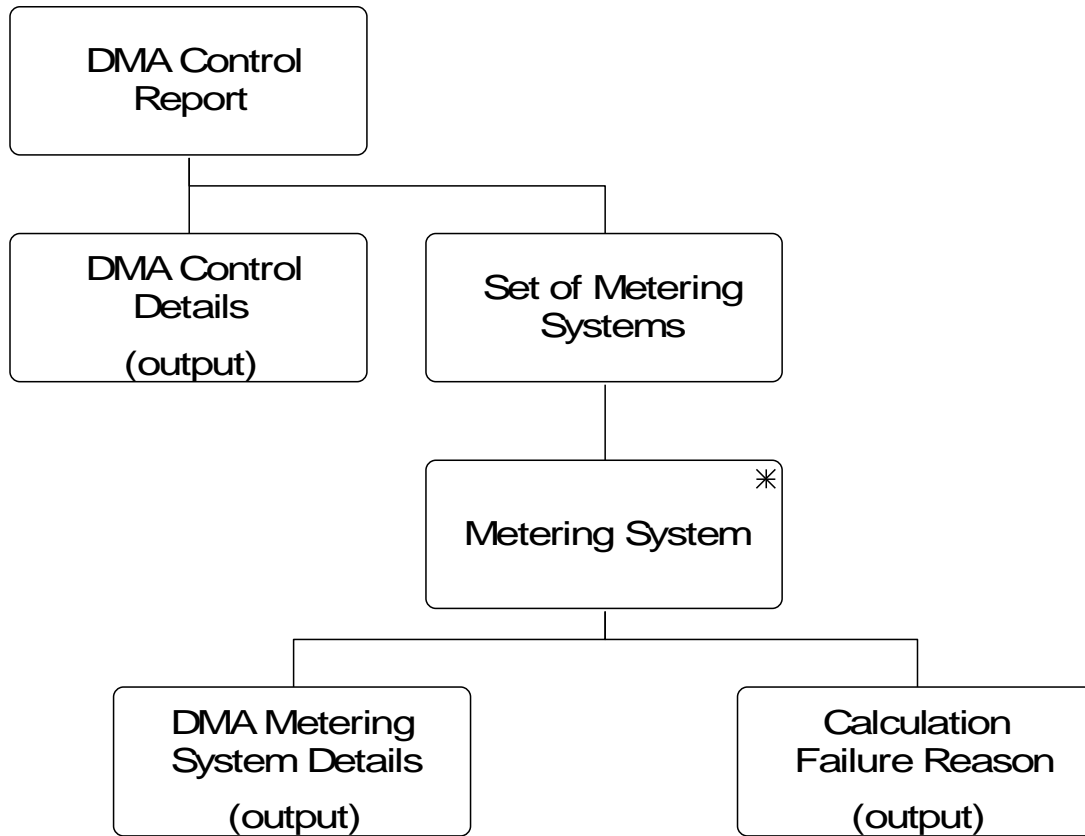 DMA Control
Report
DMA Control
Details
(output)
Set of Metering
Systems
Metering System
DMA Metering
System Details
(output)
Calculation
Failure Reason
(output)